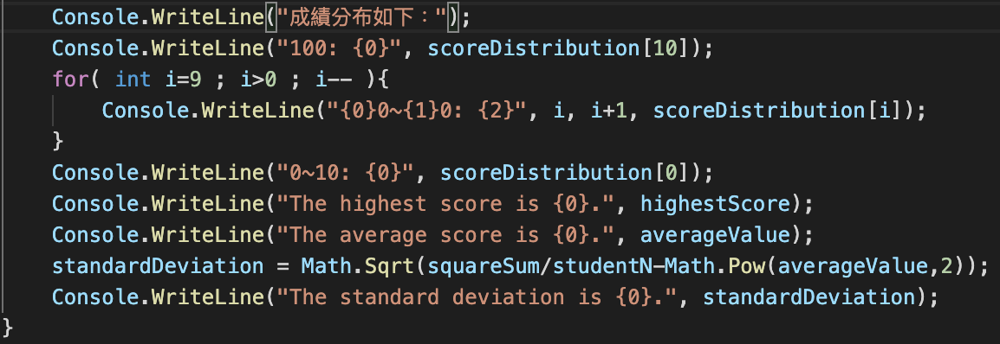 Console.WriteLine("成績分布如下：");
Console.WriteLine("100: {0}", scoreDistribution[10]);
for( int i=9 ; i>0 ; i-- ){
Console.WriteLine("{0}0~{1}0: {2}", i, i+1, scoreDistribution[i]);
}
Console.WriteLine("0~10: {0}", scoreDistribution[0]);
Console.WriteLine("The highest score is {0}.", highestScore);
Console.WriteLine("The average score is {0}.", averageValue);
standardDeviation = Math.Sqrt(squareSum/studentN-Math.Pow(averageValue,2));
Console.WriteLine("The standard deviation is {0}.", standardDeviation);
}